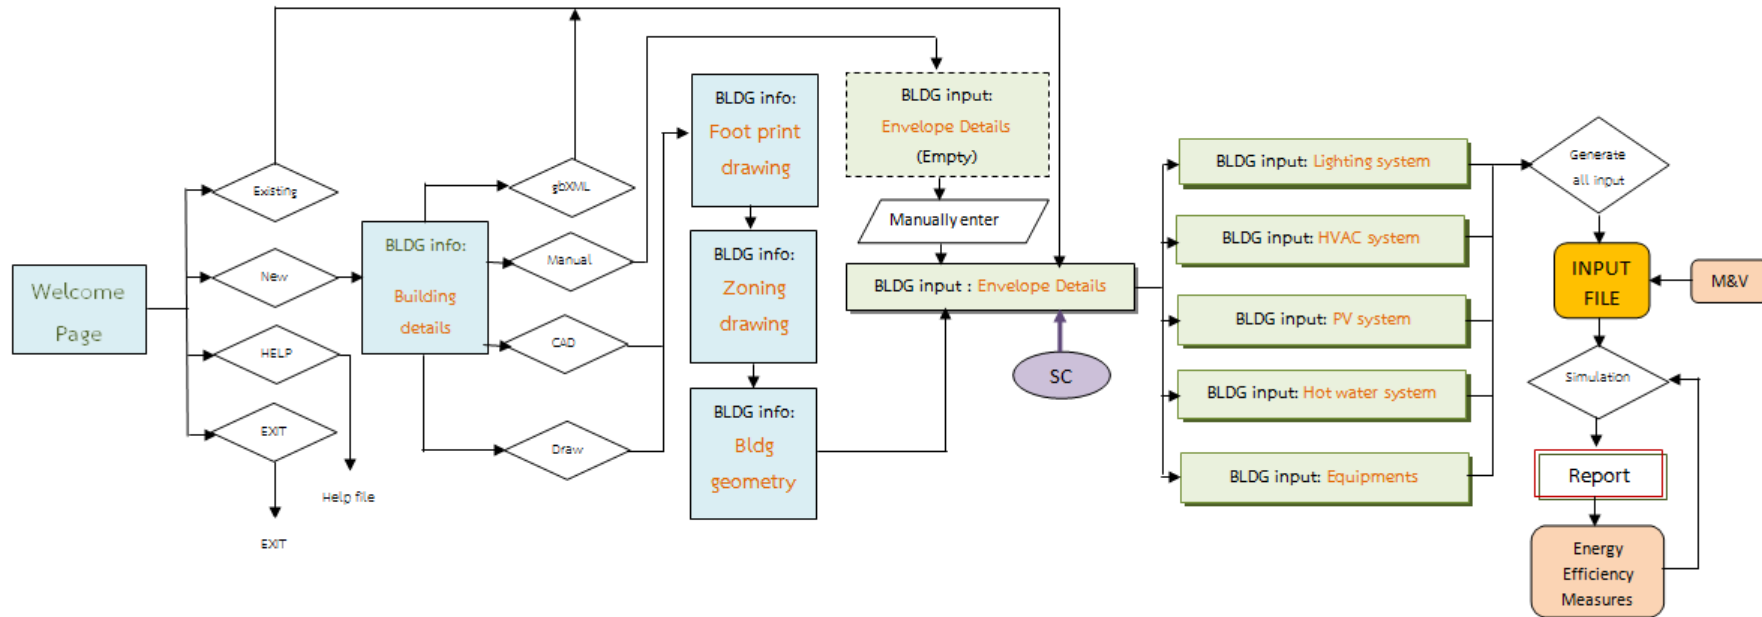 Welcome
Page
Existing
New
HELP
EXIT
Help file
EXIT
BLDG info:
Building
details
gbXML
Manual
CAD
Draw
BLDG info:
Foot print
drawing
BLDG info:
Zoning
drawing
BLDG info:
Bldg
geometry
BLDG input:
Envelope Details
(Empty)
Manually enter
BLDG input : Envelope Details
SC
BLDG input: Lighting system
BLDG input: HVAC system
BLDG input: PV system
BLDG input: Hot water system
BLDG input: Equipments
Generate
all input
INPUT
FILE
M&V
Simulation
Report
Energy
Efficiency
Measures